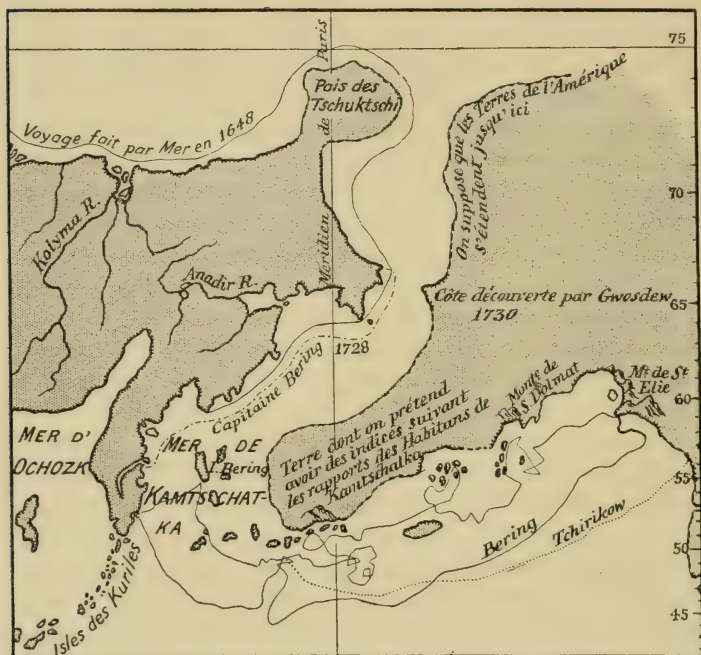 75
Pais des
Tschuktschi
Meridien de Paris
Voyage fait par Mer en 1648
On suppose que les Terres de l'Amérique
s'étendent jusqu'ici
70
Kolyma R.
Anadir R.
Côte découverte par Gwosdew
1730
65
Capitaine Bering 1728
Monts de
S. Dolmat
Mt de St
Elie
60
MER D'
OCHOZK
MER DE
KAMTSCHAT-
KA
I. Bering
Terre dont on prétend
avoir des indices suivant
les rapports des Habitans de
Kamtschatka
55
Bering
Tchirikow
50
Isles des Kuriles
45